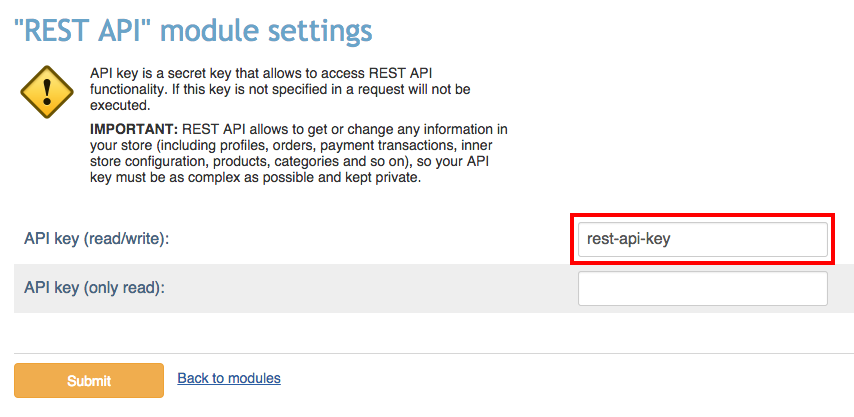 "REST API" module settings
API key is a secret key that allows to access REST API
functionality. If this key is not specified in a request will not be
executed.
IMPORTANT: REST API allows to get or change any information in
your store (including profiles, orders, payment transactions, inner
store configuration, products, categories and so on), so your API
key must be as complex as possible and kept private.
API key (read/write):
rest-api-key
API key (only read):
Submit
Back to modules